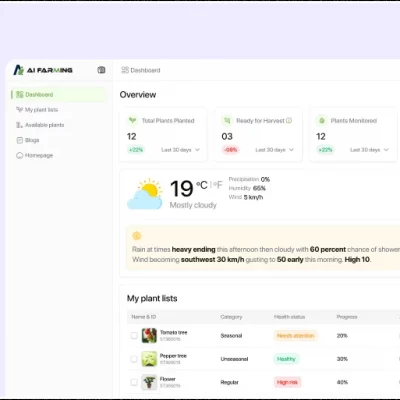 AI FARMING
Dashboard
Dashboard
My plant lists
Available plants
Blogs
Homepage
Overview
Total Plants Planted
12
+22%
Last 30 days
Ready for Harvest
03
-08%
Last 30 days
Plants Monitored
12
+22%
Last 30 days
19 °C | °F
Mostly cloudy
Precipitation: 0%
Humidity: 65%
Wind: 5 km/h
Rain at times heavy ending this afternoon then cloudy with 60 percent chance of shower
Wind becoming southwest 30 km/h gusting to 50 early this morning. High 10.
My plant lists
Name & ID
Category
Health status
Progress
Tomato tree
Seasonal
Needs attention
20%
Pepper tree
Unseasonal
Healthy
30%
Flower
Regular
High risk
40%